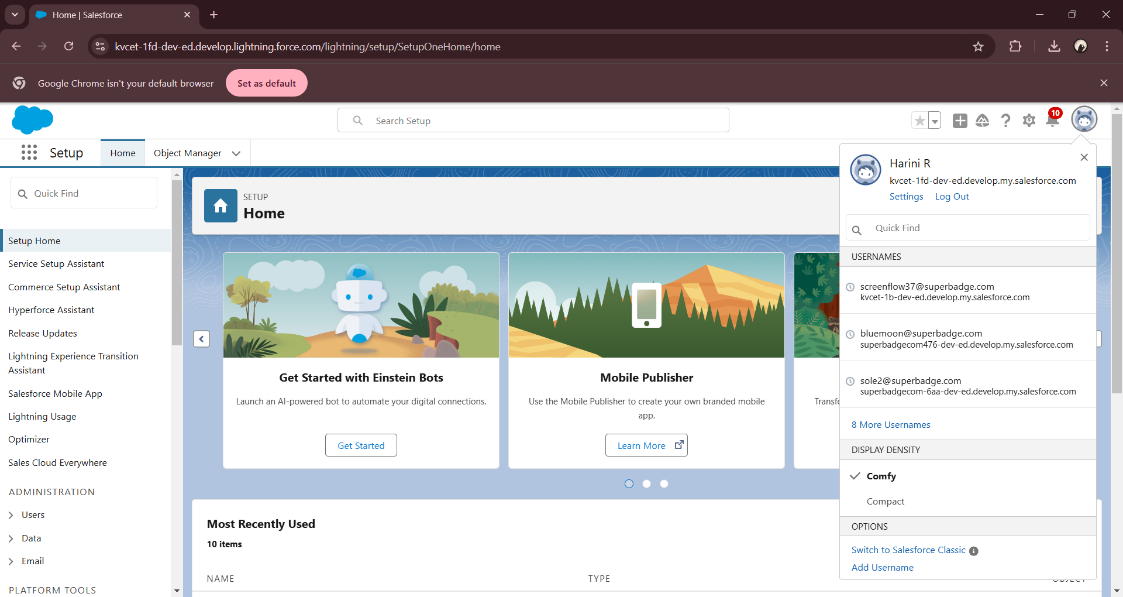 Home | Salesforce
kvcet-1fd-dev-ed.develop.lightning.force.com/lightning/setup/SetupOneHome/home
Google Chrome isn't your default browser
Set as default
Search Setup
10
Setup
Home
Object Manager
Quick Find
Setup Home
Service Setup Assistant
Commerce Setup Assistant
Hyperforce Assistant
Release Updates
Lightning Experience Transition
Assistant
Salesforce Mobile App
Lightning Usage
Optimizer
Sales Cloud Everywhere
ADMINISTRATION
Users
Data
Email
PLATFORM TOOLS
SETUP
Home
Get Started with Einstein Bots
Launch an AI-powered bot to automate your digital connections.
Get Started
Mobile Publisher
Use the Mobile Publisher to create your own branded mobile
app.
Learn More
Most Recently Used
10 items
NAME
TYPE
OBJECT
Harini R
kvcet-1fd-dev-ed.develop.my.salesforce.com
Settings Log Out
Quick Find
USERNAMES
screenflow37@superbadge.com
kvcet-1b-dev-ed.develop.my.salesforce.com
bluemoon@superbadge.com
superbadgecom476-dev-ed.develop.my.salesforce.com
sole2@superbadge.com
superbadgecom-6aa-dev-ed.develop.my.salesforce.com
8 More Usernames
DISPLAY DENSITY
Comfy
Compact
OPTIONS
Switch to Salesforce Classic
Add Username